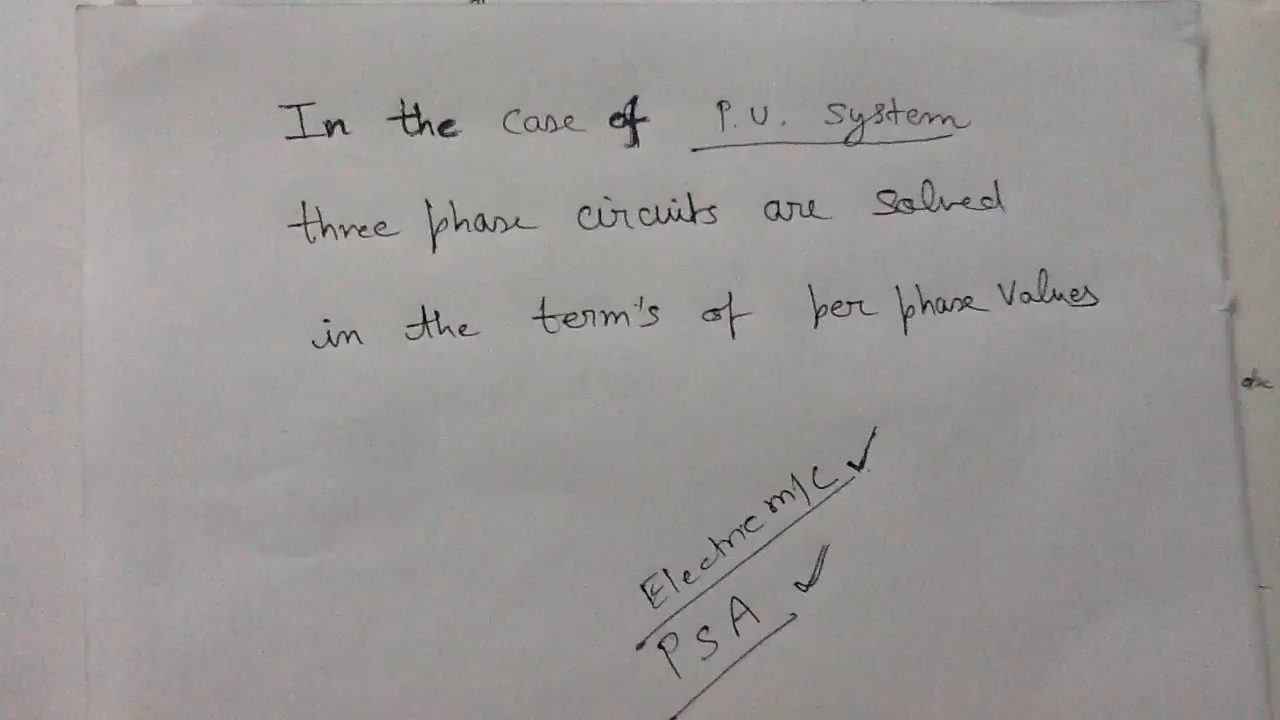 In the case of P.U. system
three phase circuits are solved
in the term's of per phase values
Electric m/c ✓
PSA ✓